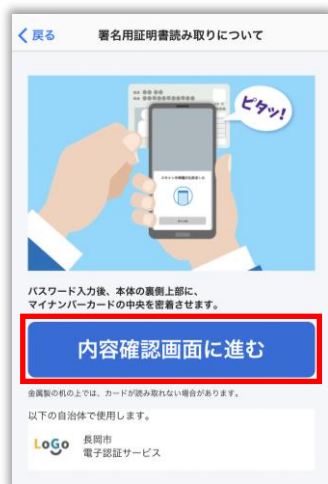 戻る 署名用証明書読み取りについて
ピタッ!
パスワード入力後、本体の裏側上部に、
マイナンバーカードの中央を密着させます。
内容確認画面に進む
金属製の机の上では、カードが読み取れない場合があります。
以下の自治体で使用します。
LoGo 長岡市
電子認証サービス